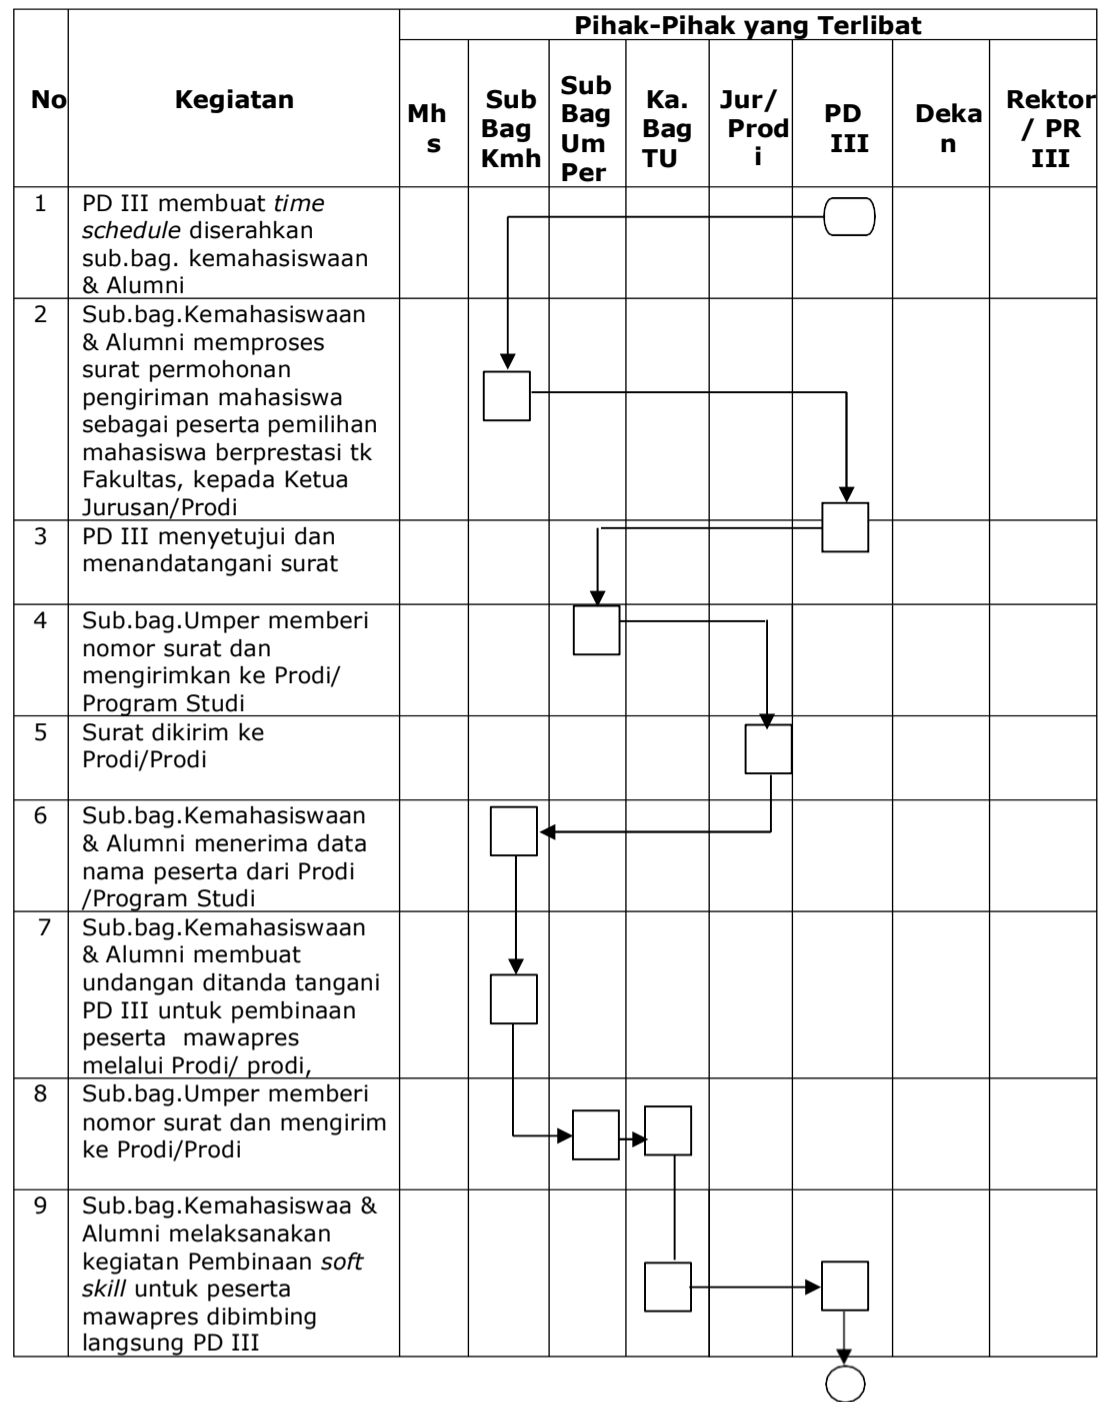 Pihak-Pihak yang Terlibat
No
Kegiatan
Mh
s
Sub
Bag
Kmh
Sub
Bag
Um
Per
Ka.
Bag
TU
Jur/
Prod
i
PD
III
Deka
n
Rektor
/ PR
III
1
PD III membuat time
schedule diserahkan
sub.bag. kemahasiswaan
& Alumni
2
Sub.bag.Kemahasiswaan
& Alumni memproses
surat permohonan
pengiriman mahasiswa
sebagai peserta pemilihan
mahasiswa berprestasi tk
Fakultas, kepada Ketua
Jurusan/Prodi
3
PD III menyetujui dan
menandatangani surat
4
Sub.bag.Umper memberi
nomor surat dan
mengirimkan ke Prodi/
Program Studi
5
Surat dikirim ke
Prodi/Prodi
6
Sub.bag.Kemahasiswaan
& Alumni menerima data
nama peserta dari Prodi
/Program Studi
7
Sub.bag.Kemahasiswaan
& Alumni membuat
undangan ditanda tangani
PD III untuk pembinaan
peserta  mawapres
melalui Prodi/ prodi,
8
Sub.bag.Umper memberi
nomor surat dan mengirim
ke Prodi/Prodi
9
Sub.bag.Kemahasiswaa &
Alumni melaksanakan
kegiatan Pembinaan soft
skill untuk peserta
mawapres dibimbing
langsung PD III